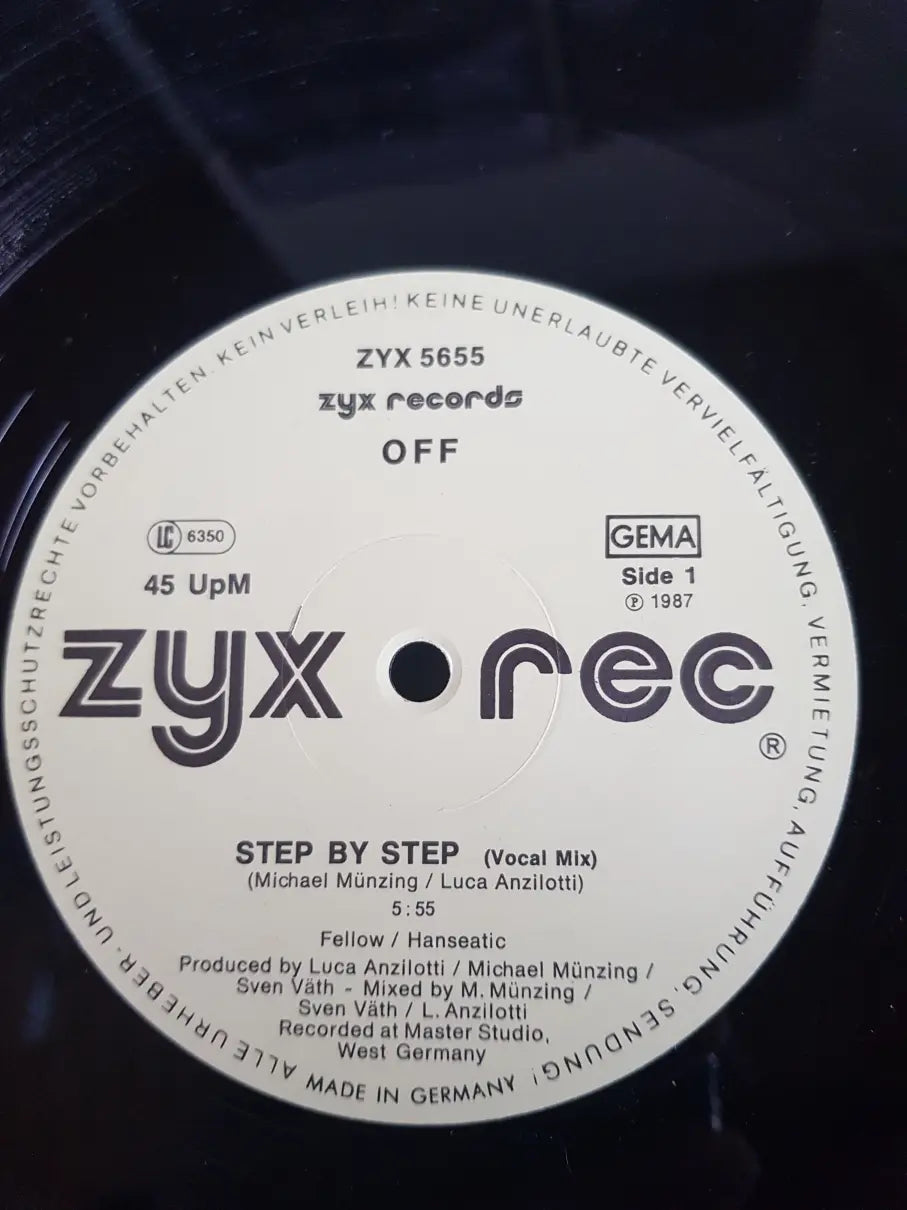 ALLE URHEBER- UND LEISTUNGSSCHUTZRECHTE VORBEHALTEN. KEIN VERLEIH! KEINE UNERLAUBTE VERVIELFÄLTIGUNG, VERMIETUNG, AUFFÜHRUNG, SENDUNG!
ZYX 5655
zyx records
OFF
LC 6350
GEMA
45 UpM
Side 1
Ⓟ 1987
zyx rec
®
STEP BY STEP (Vocal Mix)
(Michael Münzing / Luca Anzilotti)
5:55
Fellow / Hanseatic
Produced by Luca Anzilotti / Michael Münzing /
Sven Väth - Mixed by M. Münzing /
Sven Väth / L. Anzilotti
Recorded at Master Studio,
West Germany
MADE IN GERMANY